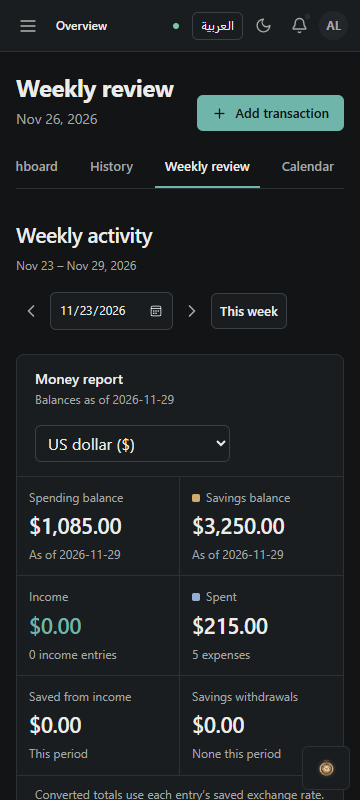 Overview
العربية
AL
Weekly review
Nov 26, 2026
Add transaction
hboard
History
Weekly review
Calendar
Weekly activity
Nov 23 – Nov 29, 2026
11/23/2026
This week
Money report
Balances as of 2026-11-29
US dollar ($)
Spending balance
$1,085.00
As of 2026-11-29
Savings balance
$3,250.00
As of 2026-11-29
Income
$0.00
0 income entries
Spent
$215.00
5 expenses
Saved from income
$0.00
This period
Savings withdrawals
$0.00
None this period
Converted totals use each entry's saved exchange rate.